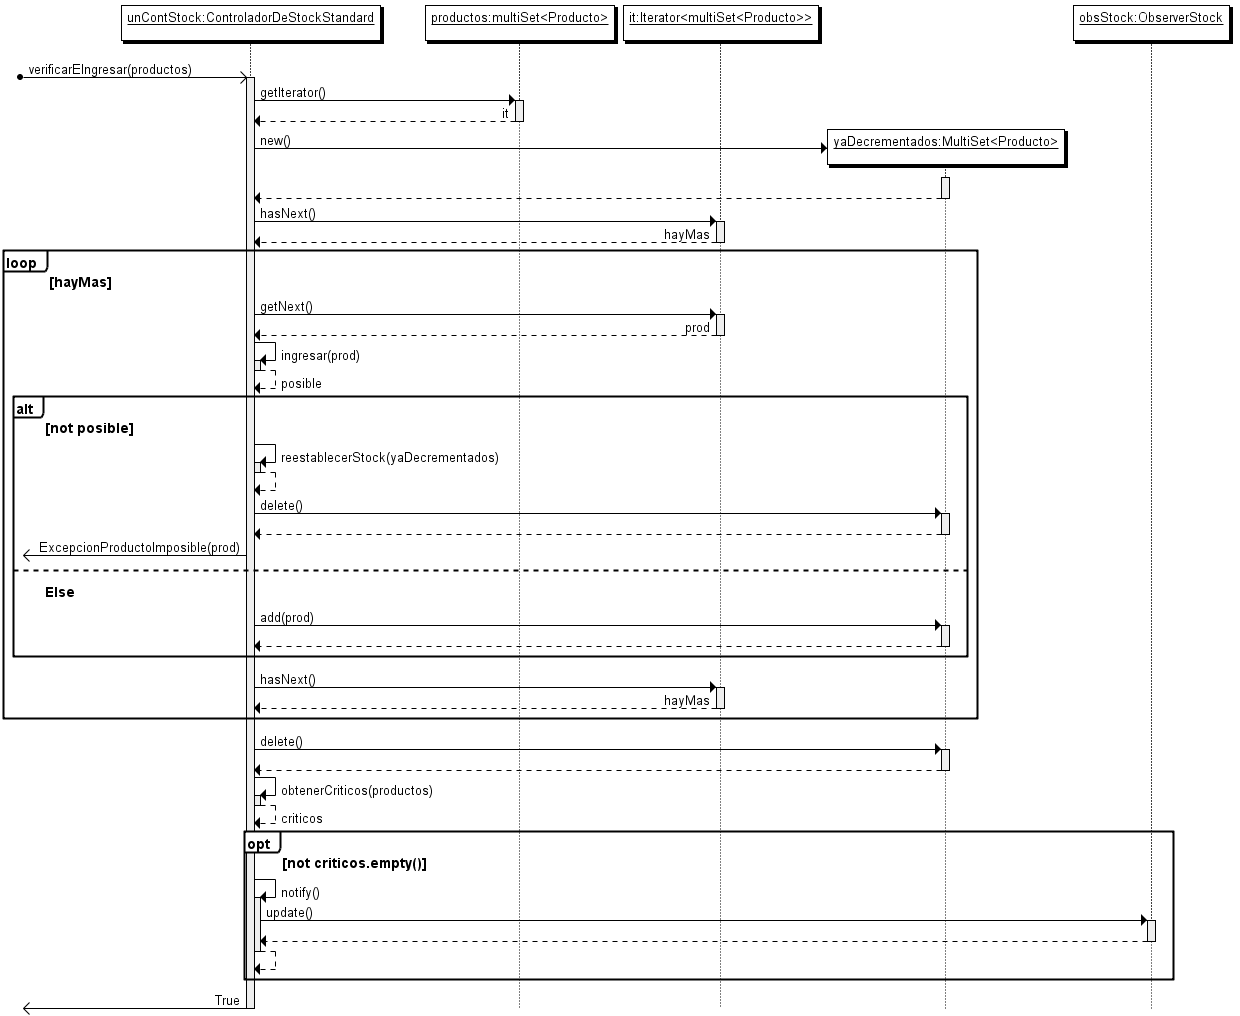 unContStock:ControladorDeStockStandard
productos:multiSet<Producto>
it:Iterator<multiSet<Producto>>
obsStock:ObserverStock
verificarEIngresar(productos)
getIterator()
it
new()
yaDecrementados:MultiSet<Producto>
hasNext()
hayMas
loop
[hayMas]
getNext()
prod
ingresar(prod)
posible
alt
[not posible]
reestablecerStock(yaDecrementados)
delete()
ExcepcionProductoImposible(prod)
Else
add(prod)
hasNext()
hayMas
delete()
obtenerCriticos(productos)
criticos
opt
[not criticos.empty()]
notify()
update()
True